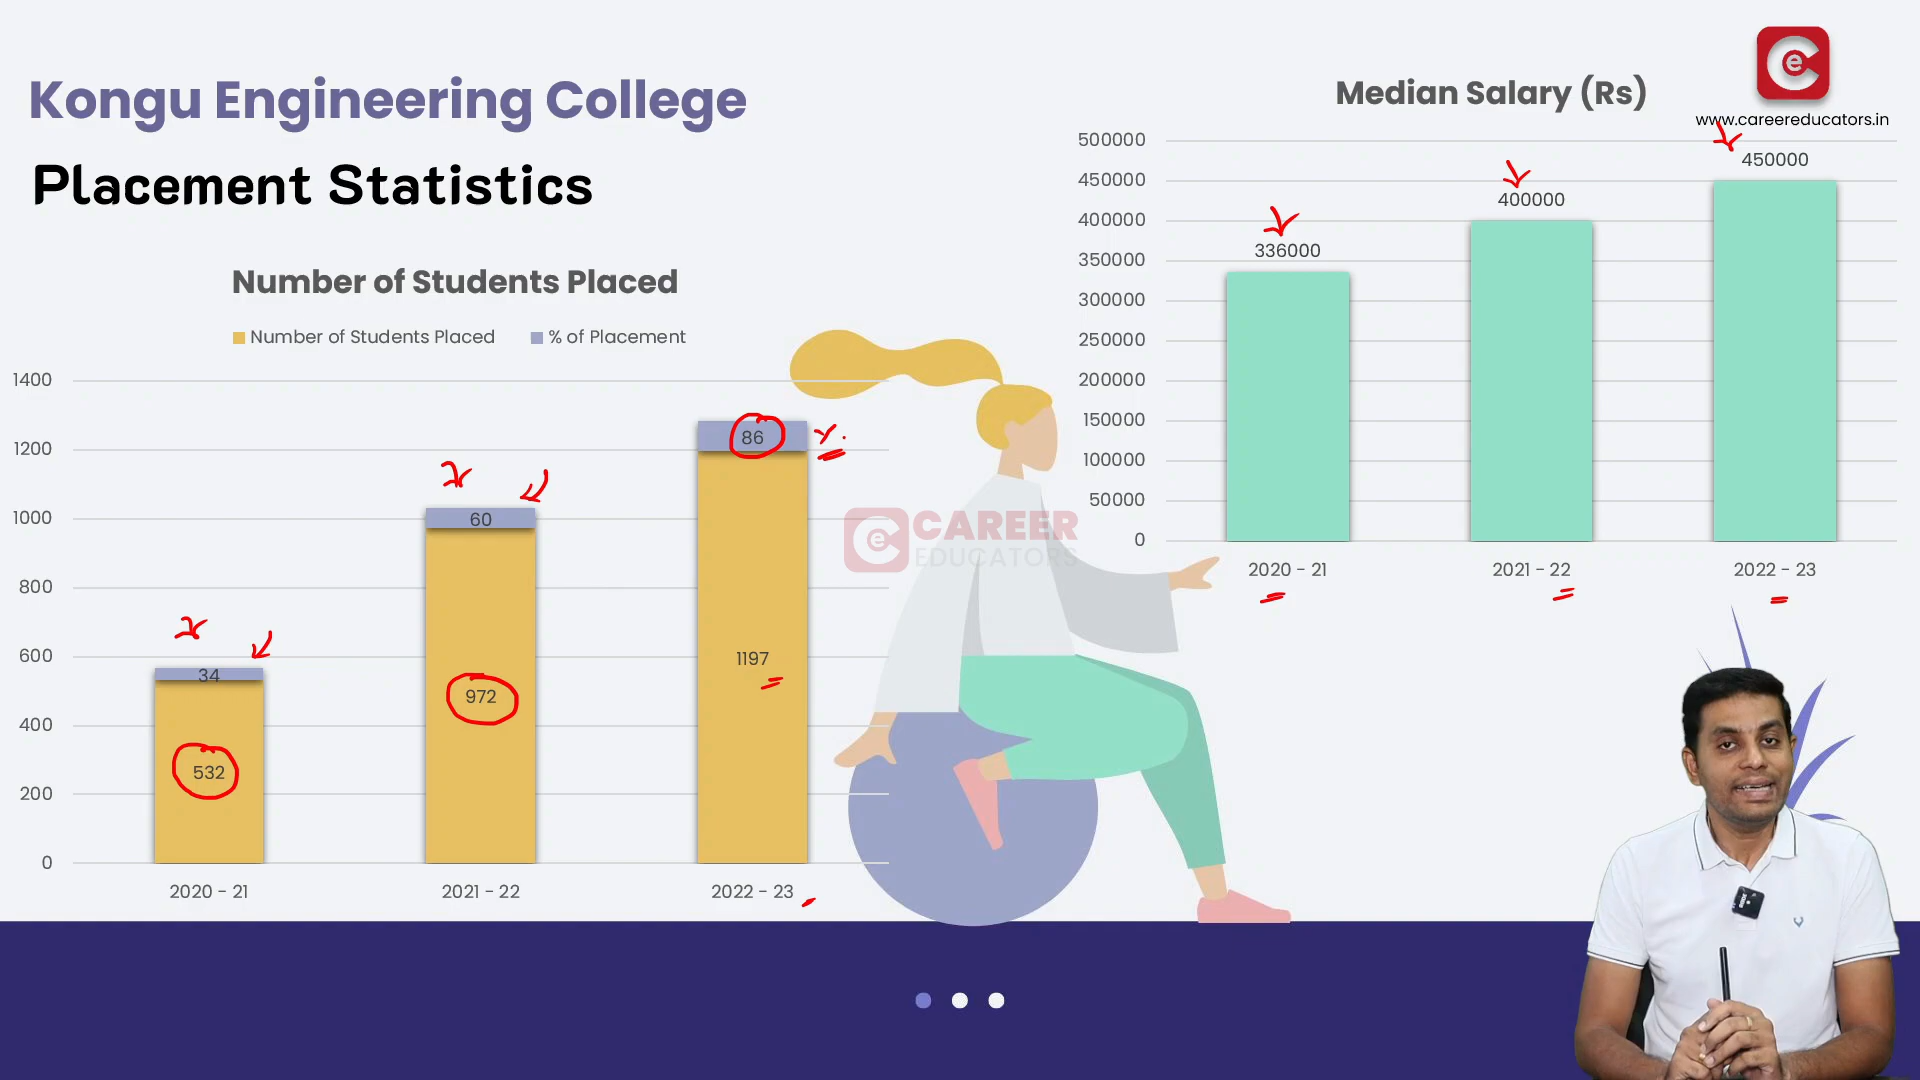 Kongu Engineering College
Placement Statistics
Number of Students Placed
Number of Students Placed
% of Placement
1400
1200
1000
800
600
400
200
0
34
532
60
972
86
%.
1197
2020 - 21
2021 - 22
2022 - 23
e
CAREER
EDUCATORS
Median Salary (Rs)
e
www.careereducators.in
500000
450000
400000
350000
300000
250000
200000
150000
100000
50000
0
336000
400000
450000
2020 - 21
2021 - 22
2022 - 23